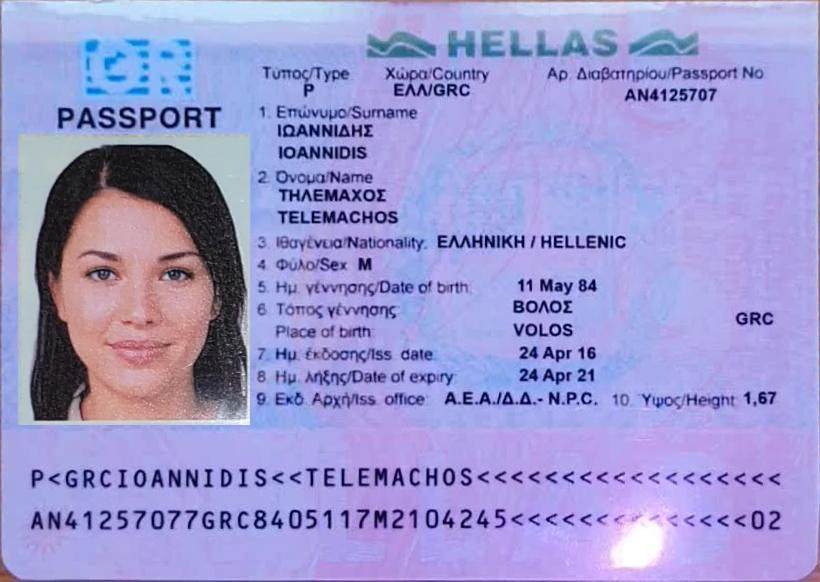 GR
HELLAS
PASSPORT
Τύπος/Type
Χώρα/Country
Αρ. Διαβατηρίου/Passport No
P
ΕΛΛ/GRC
AN4125707
1. Επώνυμο/Surname
ΙΩΑΝΝΙΔΗΣ
IOANNIDIS
2. Όνομα/Name
ΤΗΛΕΜΑΧΟΣ
TELEMACHOS
3. Ιθαγένεια/Nationality: ΕΛΛΗΝΙΚΗ / HELLENIC
4. Φύλο/Sex M
5. Ημ. γέννησης/Date of birth: 11 May 84
6. Τόπος γέννησης: ΒΟΛΟΣ
Place of birth: VOLOS GRC
7. Ημ. έκδοσης/Iss. date: 24 Apr 16
8. Ημ. λήξης/Date of expiry: 24 Apr 21
9. Εκδ. Αρχή/Iss. office: Α.Ε.Α./Δ.Δ.- N.P.C. 10. Υψος/Height: 1,67
P<GRCIOANNIDIS<<TELEMACHOS<<<<<<<<<<<<<<<<<<
AN41257077GRC8405117M2104245<<<<<<<<<<<<<<02